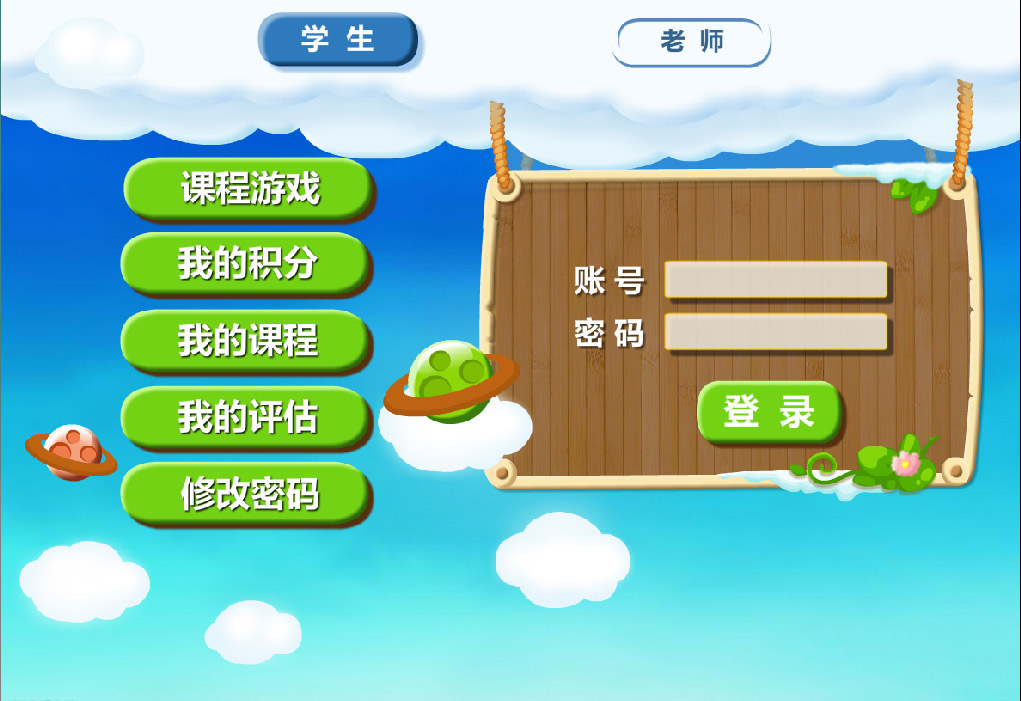 学 生
老 师
课程游戏
我的积分
我的课程
我的评估
修改密码
账 号
密 码
登 录